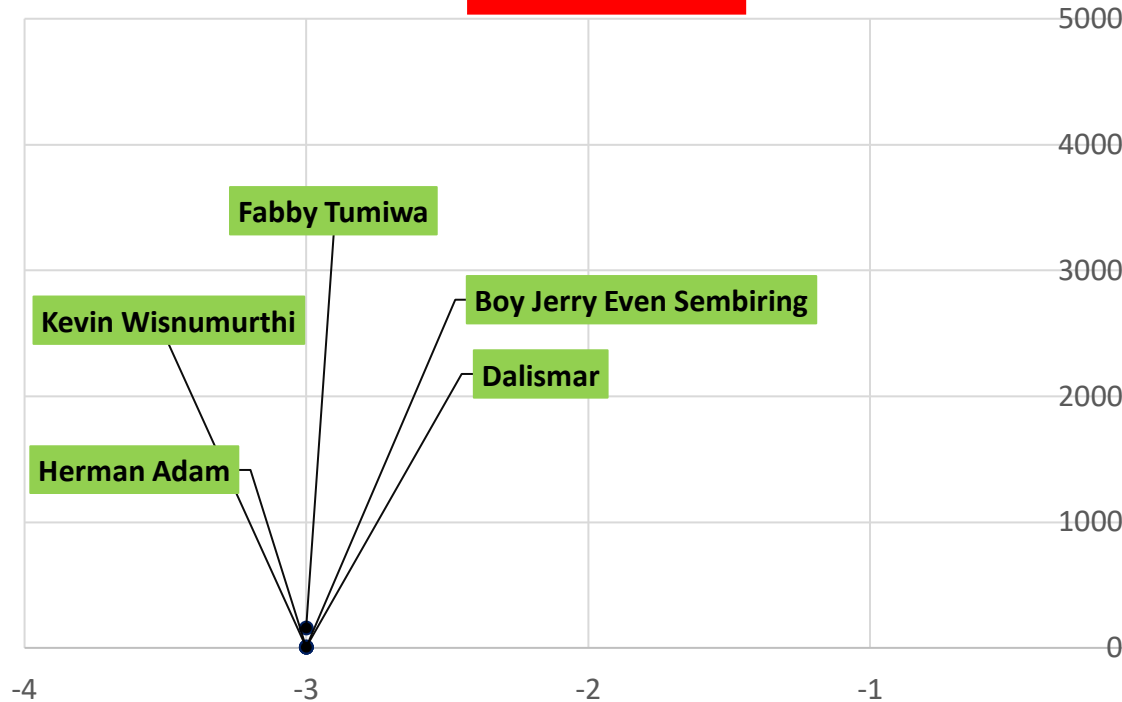 5000
4000
Fabby Tumiwa
3000
Boy Jerry Even Sembiring
Kevin Wisnumurthi
Dalismar
2000
Herman Adam
1000
0
-4 -3 -2 -1